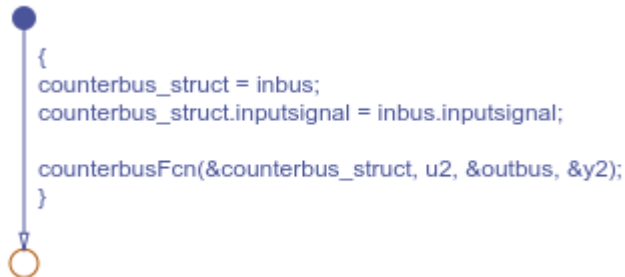 {
counterbus_struct = inbus;
counterbus_struct.inputsignal = inbus.inputsignal;
counterbusFcn(&counterbus_struct, u2, &outbus, &y2);
}